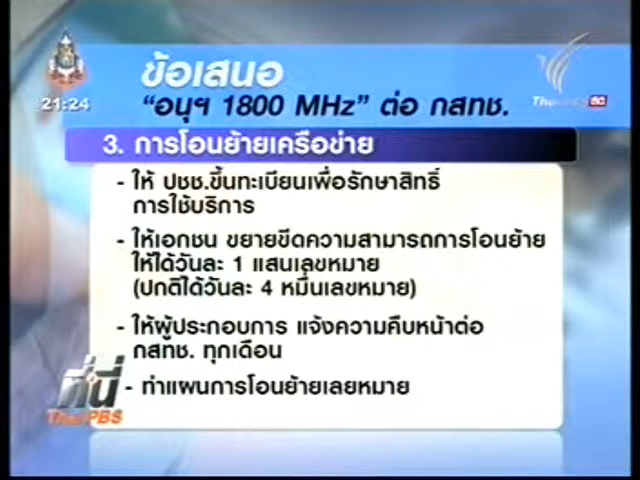 ข้อเสนอ
21:24
"อนุฯ 1800 MHz" ต่อ กสทช.
3. การโอนย้ายเครือข่าย
- ให้ ปชช.ขึ้นทะเบียนเพื่อรักษาสิทธิ์
การใช้บริการ
- ให้เอกชน ขยายขีดความสามารถการโอนย้าย
ให้ได้วันละ 1 แสนเลขหมาย
(ปกติได้วันละ 4 หมื่นเลขหมาย)
- ให้ผู้ประกอบการ แจ้งความคืบหน้าต่อ
กสทช. ทุกเดือน
- ทำแผนการโอนย้ายเลยหมาย
ที่นี่
Thai PBS